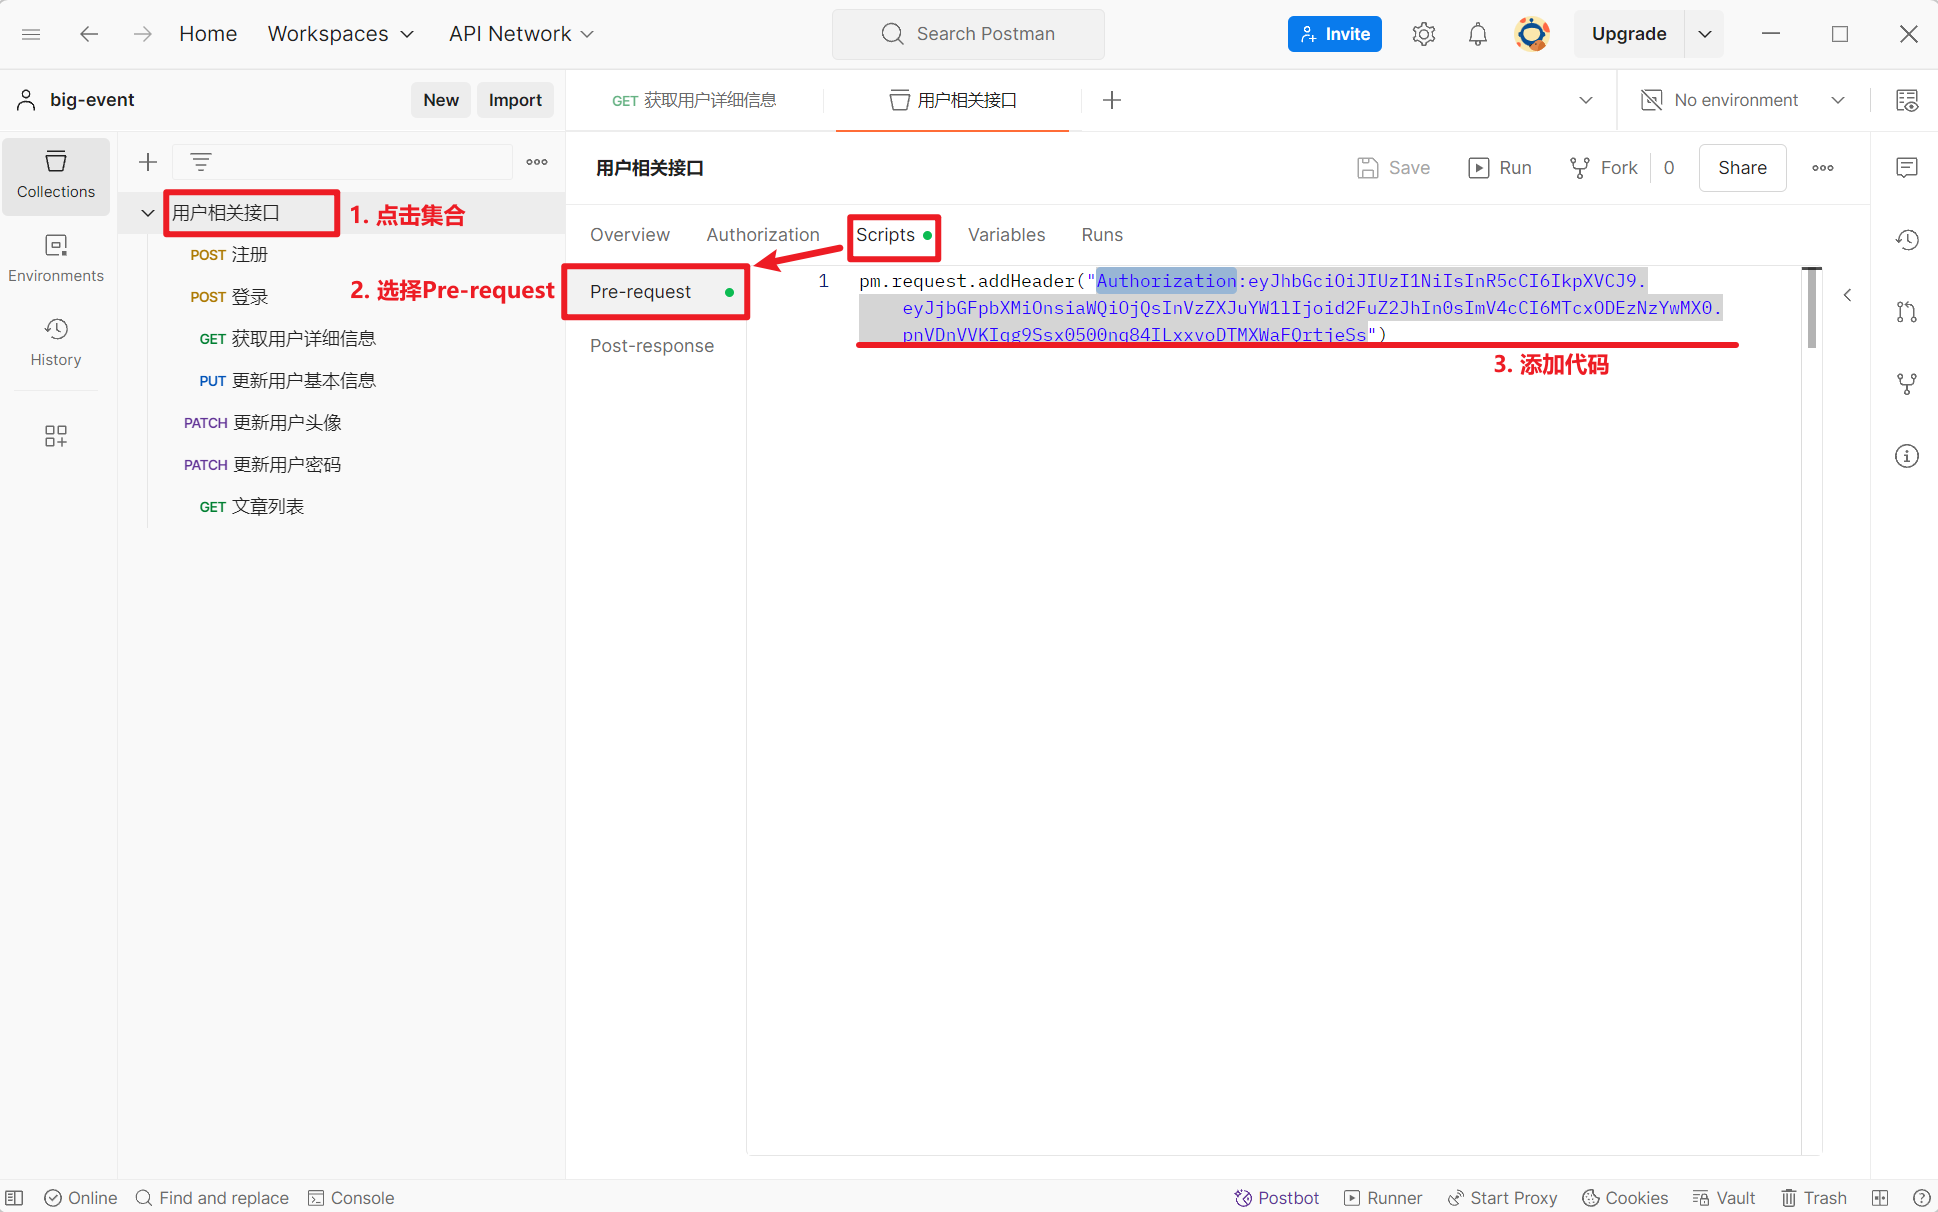 Home
Workspaces
API Network
Search Postman
Invite
Upgrade
big-event
New
Import
GET 获取用户详细信息
用户相关接口
No environment
Collections
Environments
History
用户相关接口
1. 点击集合
POST 注册
POST 登录
2. 选择Pre-request
GET 获取用户详细信息
PUT 更新用户基本信息
PATCH 更新用户头像
PATCH 更新用户密码
GET 文章列表
用户相关接口
Save
Run
Fork
0
Share
Overview
Authorization
Scripts
Variables
Runs
Pre-request
Post-response
1
pm.request.addHeader("Authorization:eyJhbGciOiJIUzI1NiIsInR5cCI6IkpXVCJ9.
eyJjbGFpbXMiOnsiaWQiOjQsInVzZXJuYW1lIjoid2FuZ2JhIn0sImV4cCI6MTcxODEzNzYwMX0.
pnVDnVVKIqg9Ssx0500nq84ILxxvoDTMXWaFQrtjeSs")
3. 添加代码
Online
Find and replace
Console
Postbot
Runner
Start Proxy
Cookies
Vault
Trash